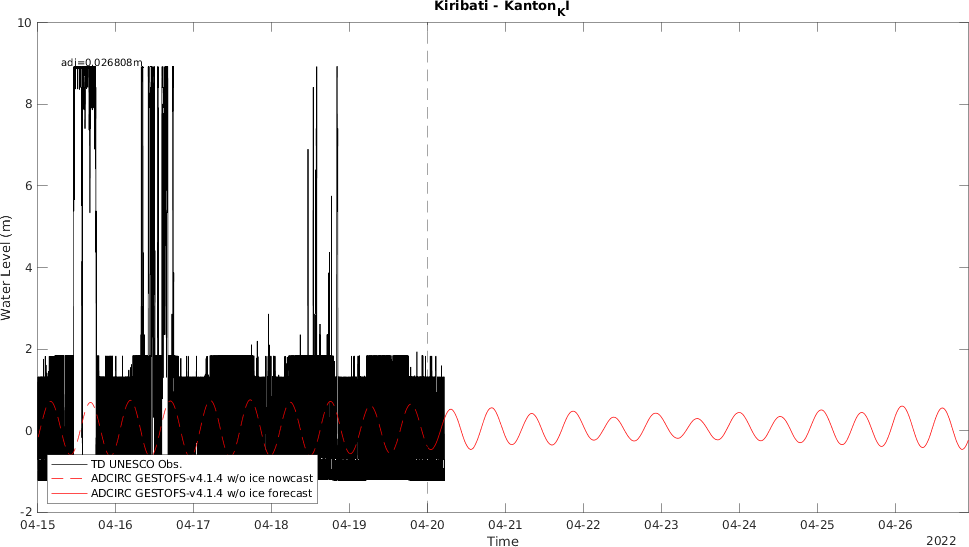 Kiribati - Kanton_KI
adj=0.026808m
10
8
6
4
2
0
-2
Water Level (m)
TD UNESCO Obs.
ADCIRC GESTOFS-v4.1.4 w/o ice nowcast
ADCIRC GESTOFS-v4.1.4 w/o ice forecast
04-15 04-16 04-17 04-18 04-19 04-20 04-21 04-22 04-23 04-24 04-25 04-26
Time
2022